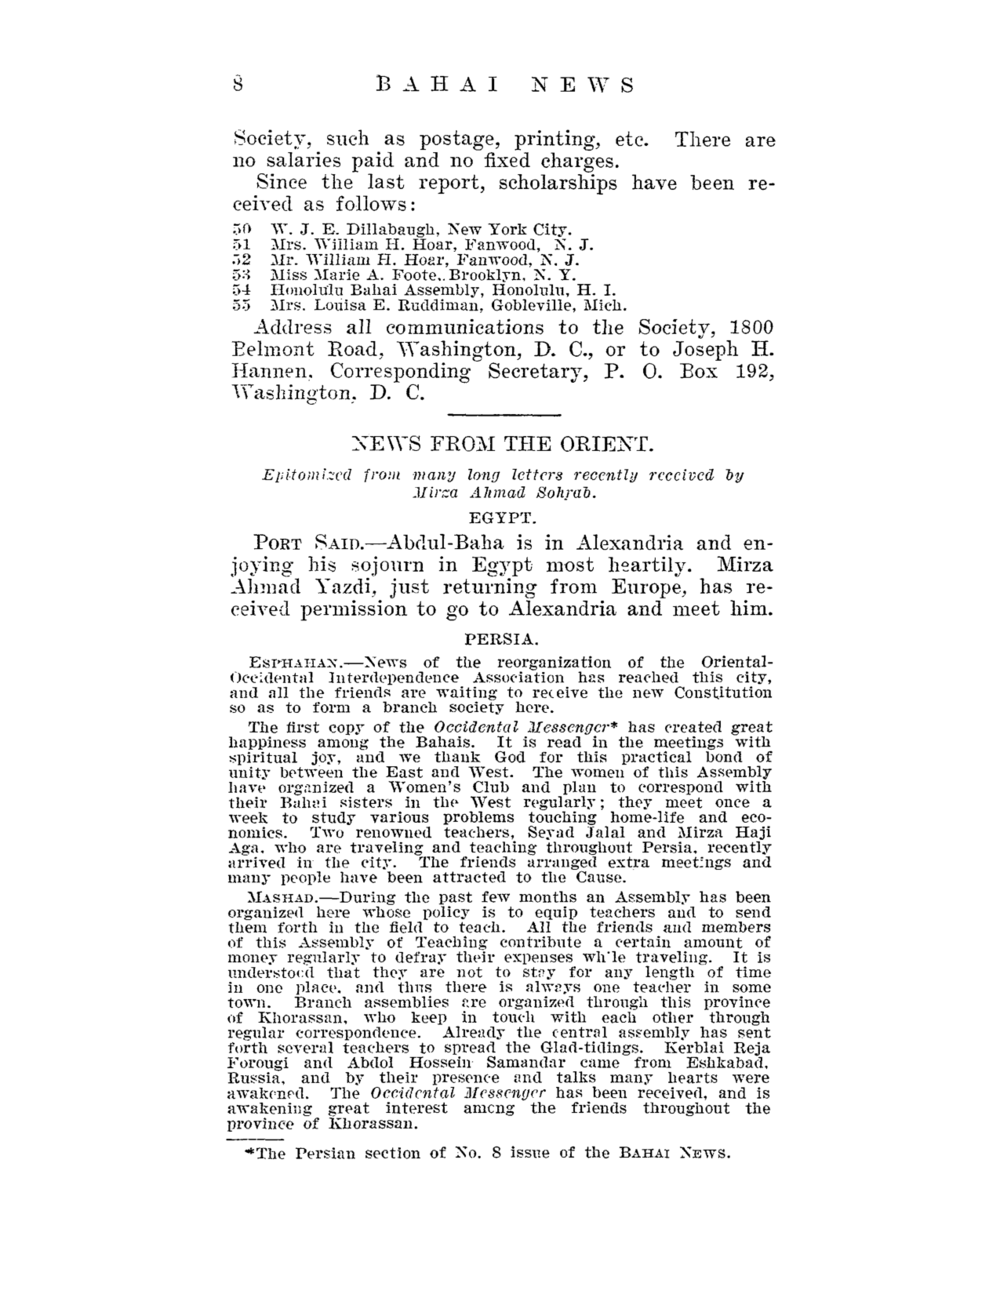 8 BAHAI NEWS
Society, such as postage, printing, etc. There are
no salaries paid and no fixed charges.
Since the last report, scholarships have been re-
ceived as follows:
50 W. J. E. Dillabaugh, New York City.
51 Mrs. William H. Hoar, Fanwood, N. J.
52 Mr. William H. Hoar, Fanwood, N. J.
53 Miss Marie A. Foote,. Brooklyn, N. Y.
54 Honolulu Bahai Assembly, Honolulu, H. I.
55 Mrs. Louisa E. Ruddiman, Gobleville, Mich.
Address all communications to the Society, 1800
Belmont Road, Washington, D. C., or to Joseph H.
Hannen, Corresponding Secretary, P. O. Box 192,
Washington, D. C.
NEWS FROM THE ORIENT.
Epitomized from many long letters recently received by
Mirza Ahmad Sohrab.
EGYPT.
PORT SAID.—Abdul-Baha is in Alexandria and en-
joying his sojourn in Egypt most heartily. Mirza
Ahmad Yazdi, just returning from Europe, has re-
ceived permission to go to Alexandria and meet him.
PERSIA.
ESPHAHAN.—News of the reorganization of the Oriental-
Occidental Interdependence Association has reached this city,
and all the friends are waiting to receive the new Constitution
so as to form a branch society here.
The first copy of the Occidental Messenger* has created great
happiness among the Bahais. It is read in the meetings with
spiritual joy, and we thank God for this practical bond of
unity between the East and West. The women of this Assembly
have organized a Women's Club and plan to correspond with
their Bahai sisters in the West regularly; they meet once a
week to study various problems touching home-life and eco-
nomics. Two renowned teachers, Seyad Jalal and Mirza Haji
Aga, who are traveling and teaching throughout Persia, recently
arrived in the city. The friends arranged extra meetings and
many people have been attracted to the Cause.
MASHAD.—During the past few months an Assembly has been
organized here whose policy is to equip teachers and to send
them forth in the field to teach. All the friends and members
of this Assembly of Teaching contribute a certain amount of
money regularly to defray their expenses while traveling. It is
understood that they are not to stay for any length of time
in one place, and thus there is always one teacher in some
town. Branch assemblies are organized through this province
of Khorassan, who keep in touch with each other through
regular correspondence. Already the central assembly has sent
forth several teachers to spread the Glad-tidings. Kerblai Reja
Forougi and Abdol Hossein Samandar came from Eshkabad,
Russia, and by their presence and talks many hearts were
awakened. The Occidental Messenger has been received, and is
awakening great interest among the friends throughout the
province of Khorassan.
*The Persian section of No. 8 issue of the BAHAI NEWS.